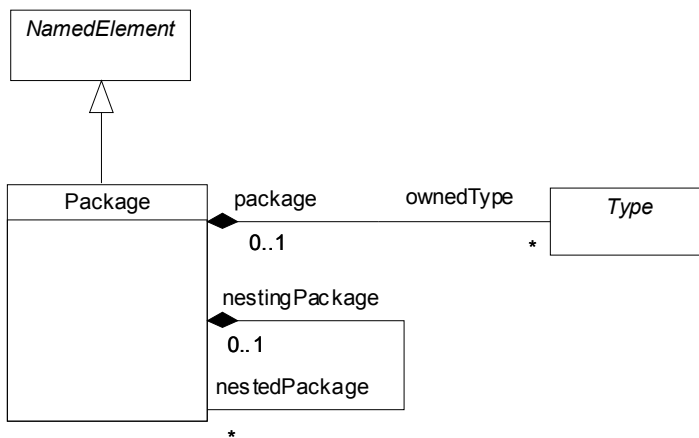 NamedElement
Package
package
ownedType
Type
0..1
*
nestingPackage
0..1
nestedPackage
*